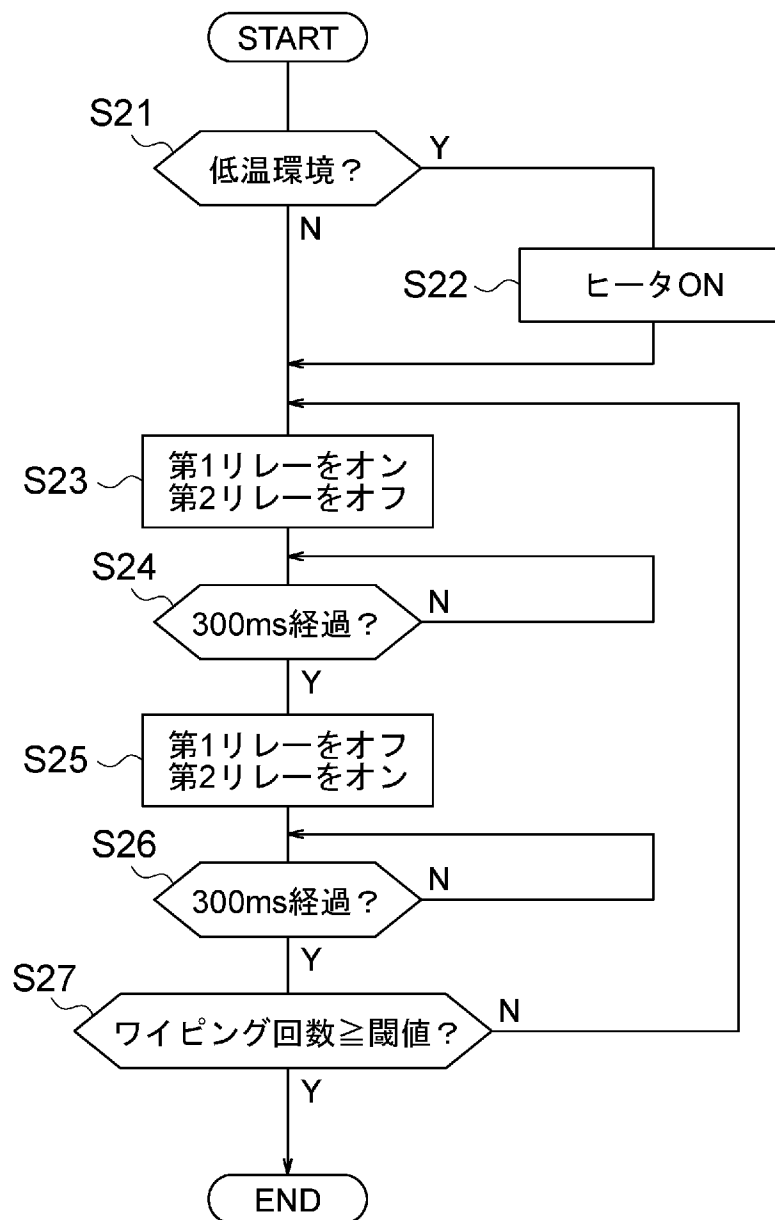 START
S21
低温環境？
Y
N
S22
ヒータON
S23
第1リレーをオン
第2リレーをオフ
S24
300ms経過？
N
Y
S25
第1リレーをオフ
第2リレーをオン
S26
300ms経過？
N
Y
S27
ワイピング回数≧閾値？
N
Y
END